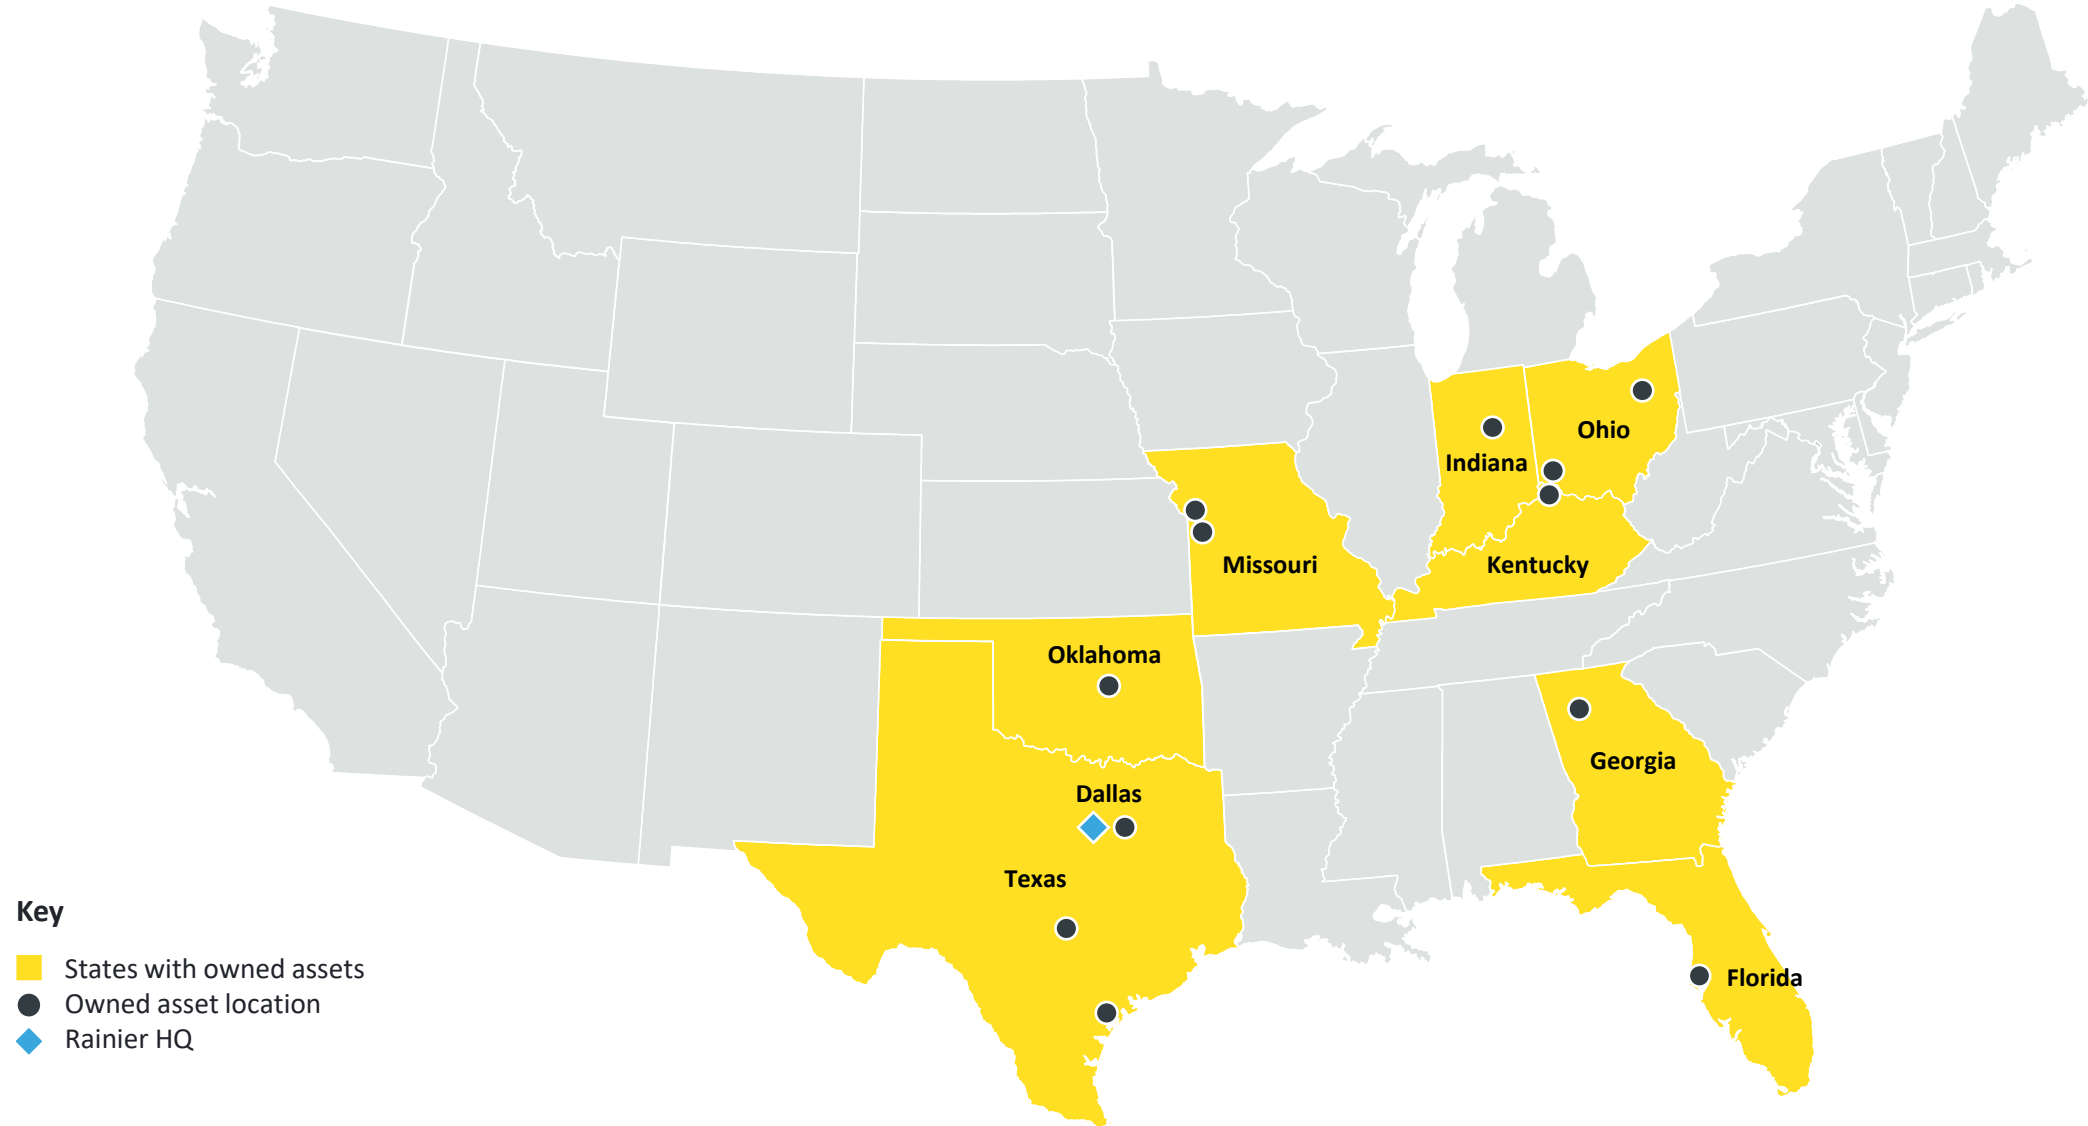 Ohio
Indiana
Missouri
Kentucky
Oklahoma
Georgia
Dallas
Texas
Florida
Key
States with owned assets
Owned asset location
Rainier HQ